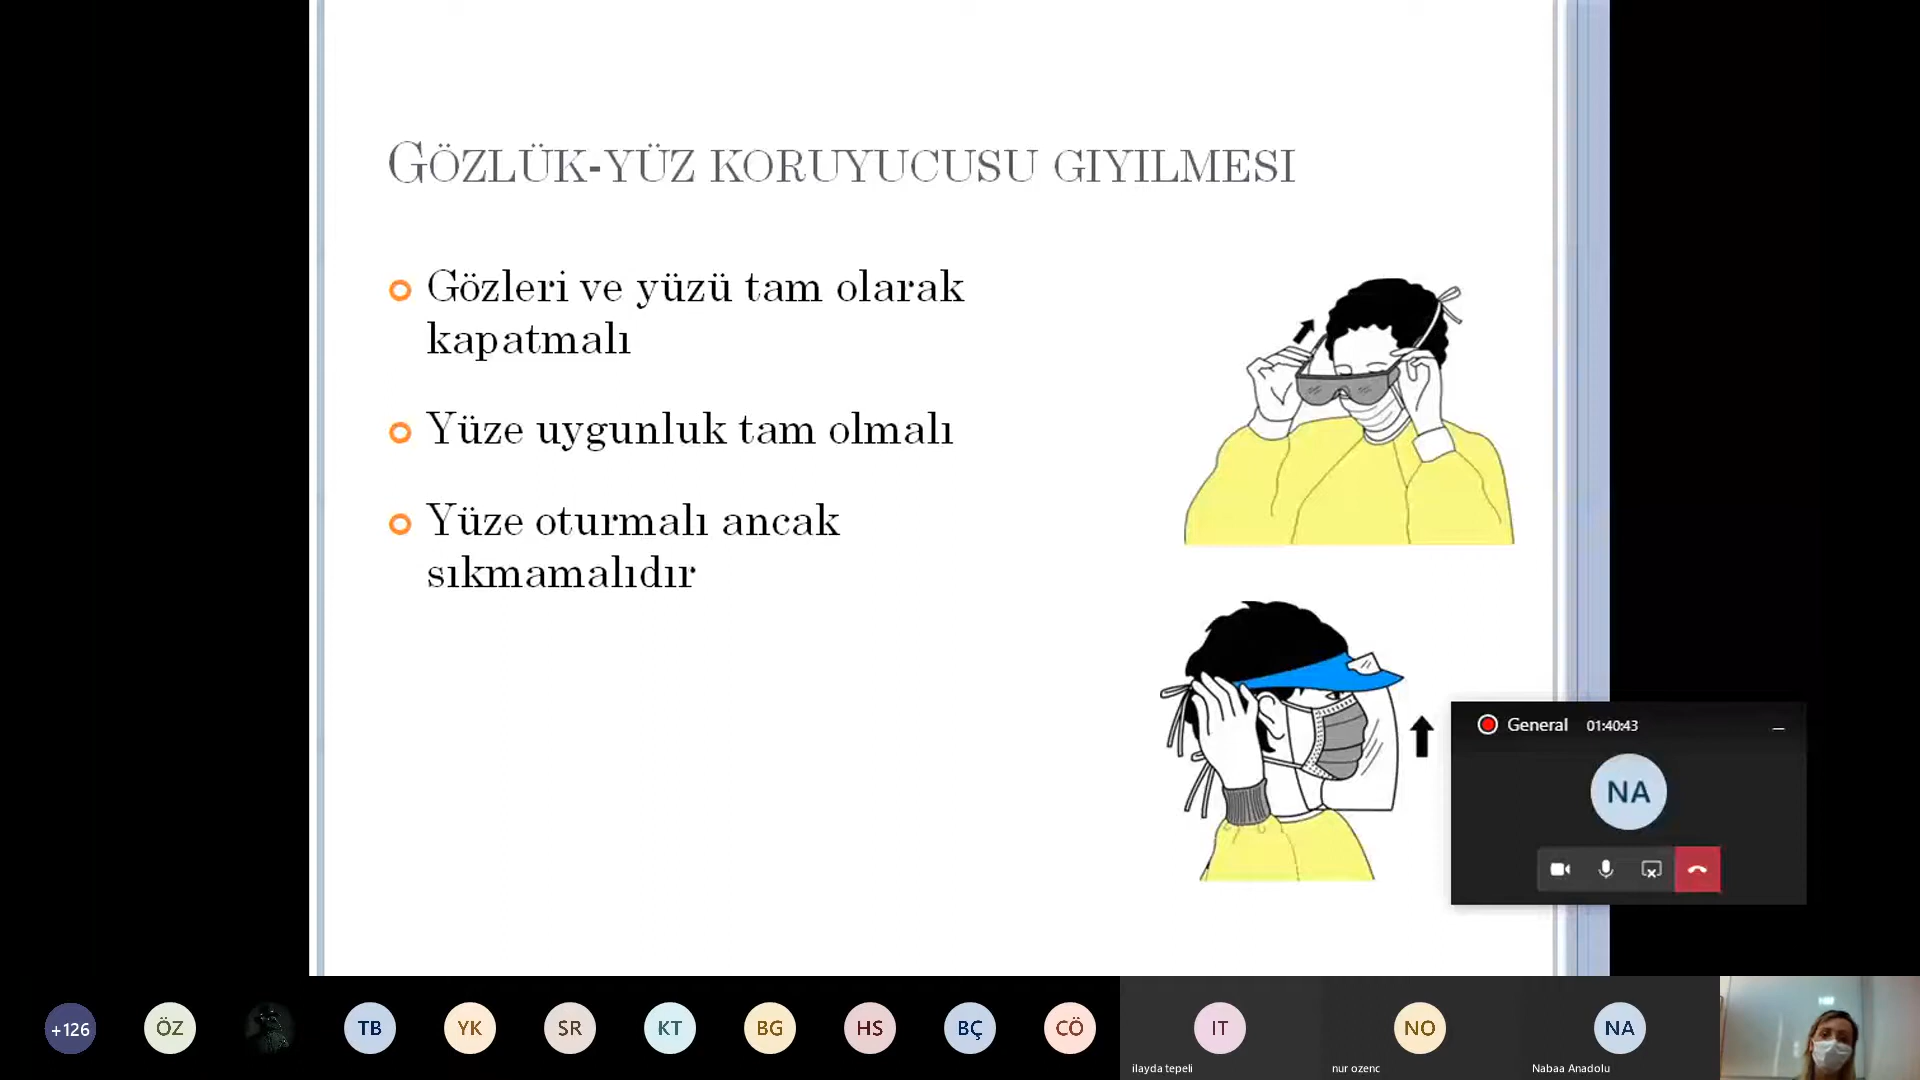 GÖZLÜK-YÜZ KORUYUCUSU GIYILMESI
Gözleri ve yüzü tam olarak
kapatmalı
Yüze uygunluk tam olmalı
Yüze oturmalı ancak
sıkmamalıdır
General 01:40:43
NA
+126
ÖZ
TB
YK
SR
KT
BG
HS
BÇ
CÖ
IT
NO
NA
ilayda tepeli
nur ozenc
Nabaa Anadolu